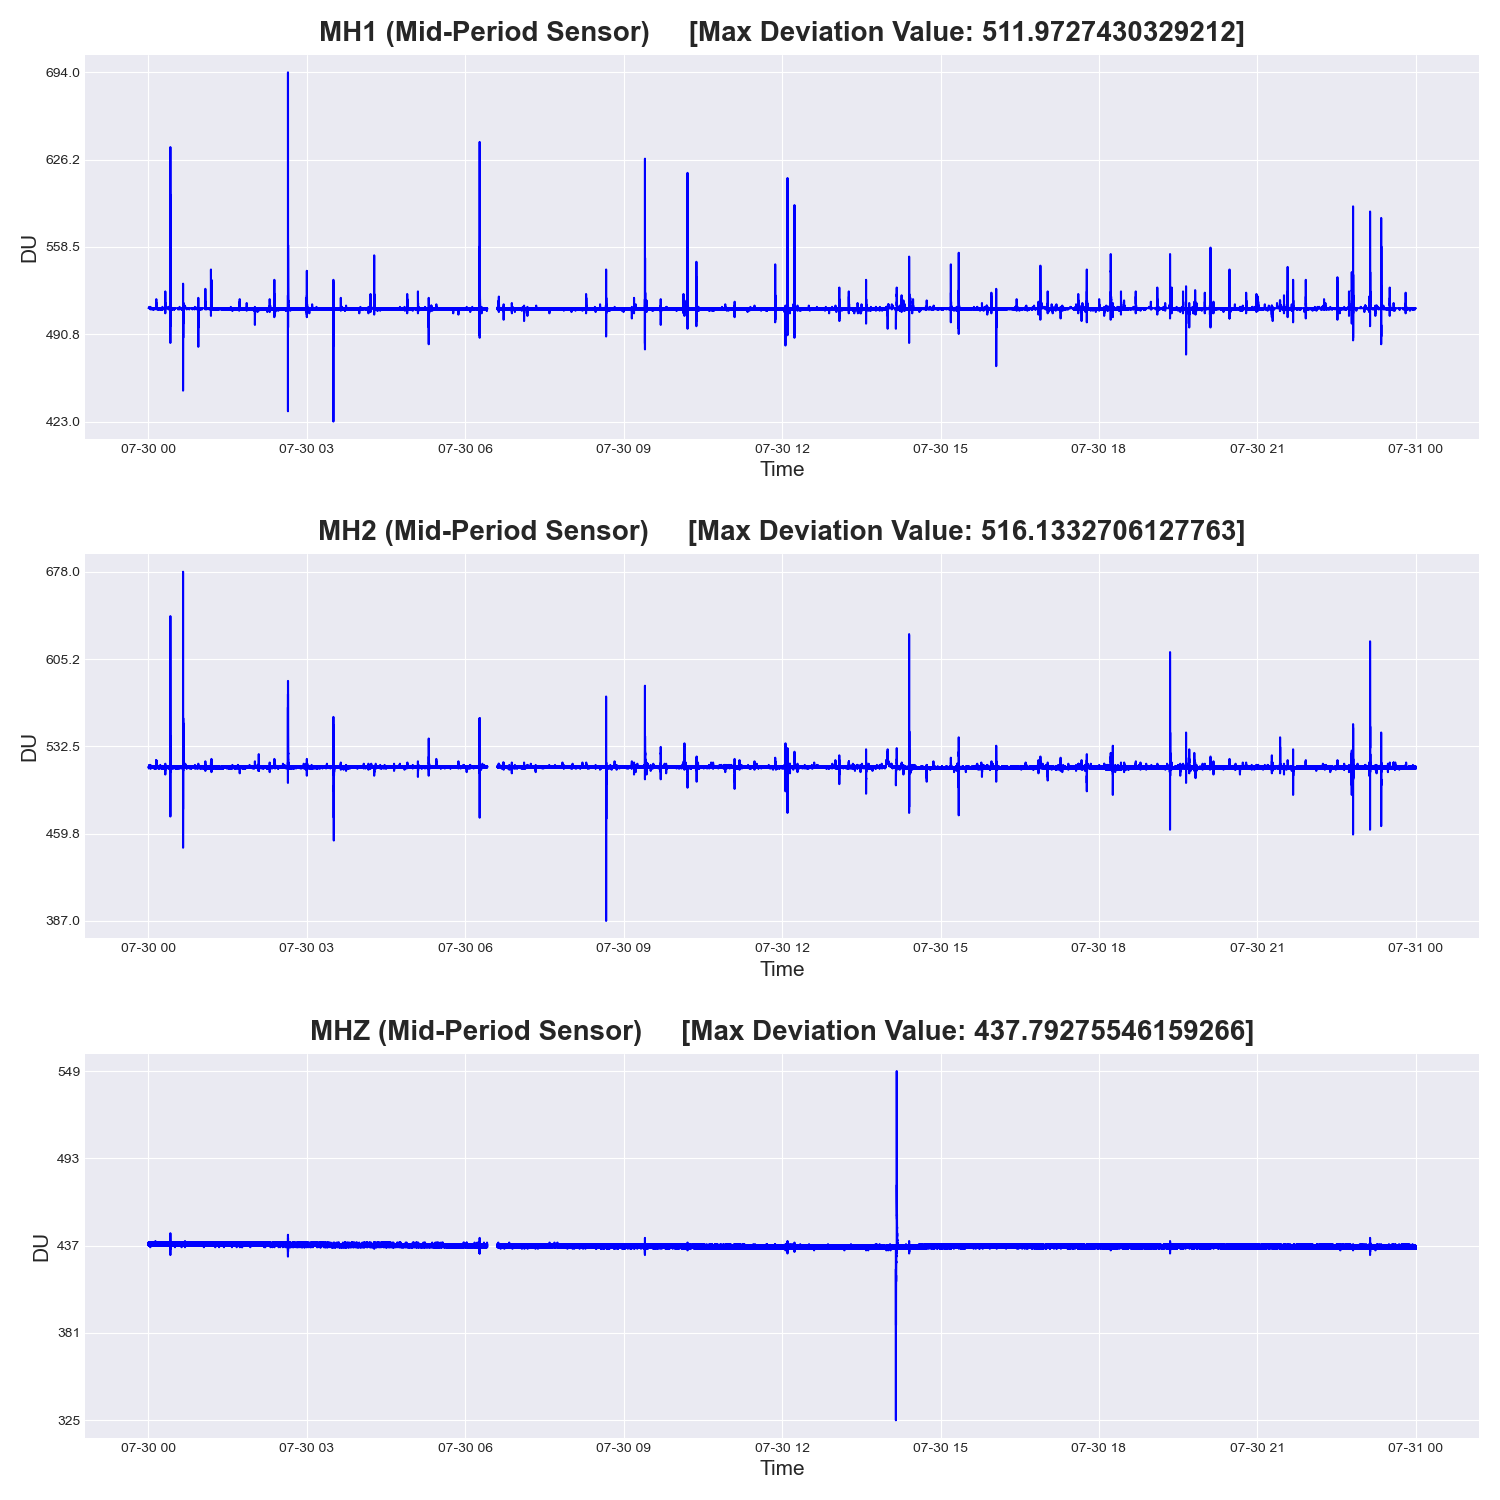 MH1 (Mid-Period Sensor) [Max Deviation Value: 511.9727430329212]
694.0
626.2
558.5
490.8
423.0
DU
07-30 00 07-30 03 07-30 06 07-30 09 07-30 12 07-30 15 07-30 18 07-30 21 07-31 00
Time
MH2 (Mid-Period Sensor) [Max Deviation Value: 516.1332706127763]
678.0
605.2
532.5
459.8
387.0
DU
07-30 00 07-30 03 07-30 06 07-30 09 07-30 12 07-30 15 07-30 18 07-30 21 07-31 00
Time
MHZ (Mid-Period Sensor) [Max Deviation Value: 437.79275546159266]
549
493
437
381
325
DU
07-30 00 07-30 03 07-30 06 07-30 09 07-30 12 07-30 15 07-30 18 07-30 21 07-31 00
Time